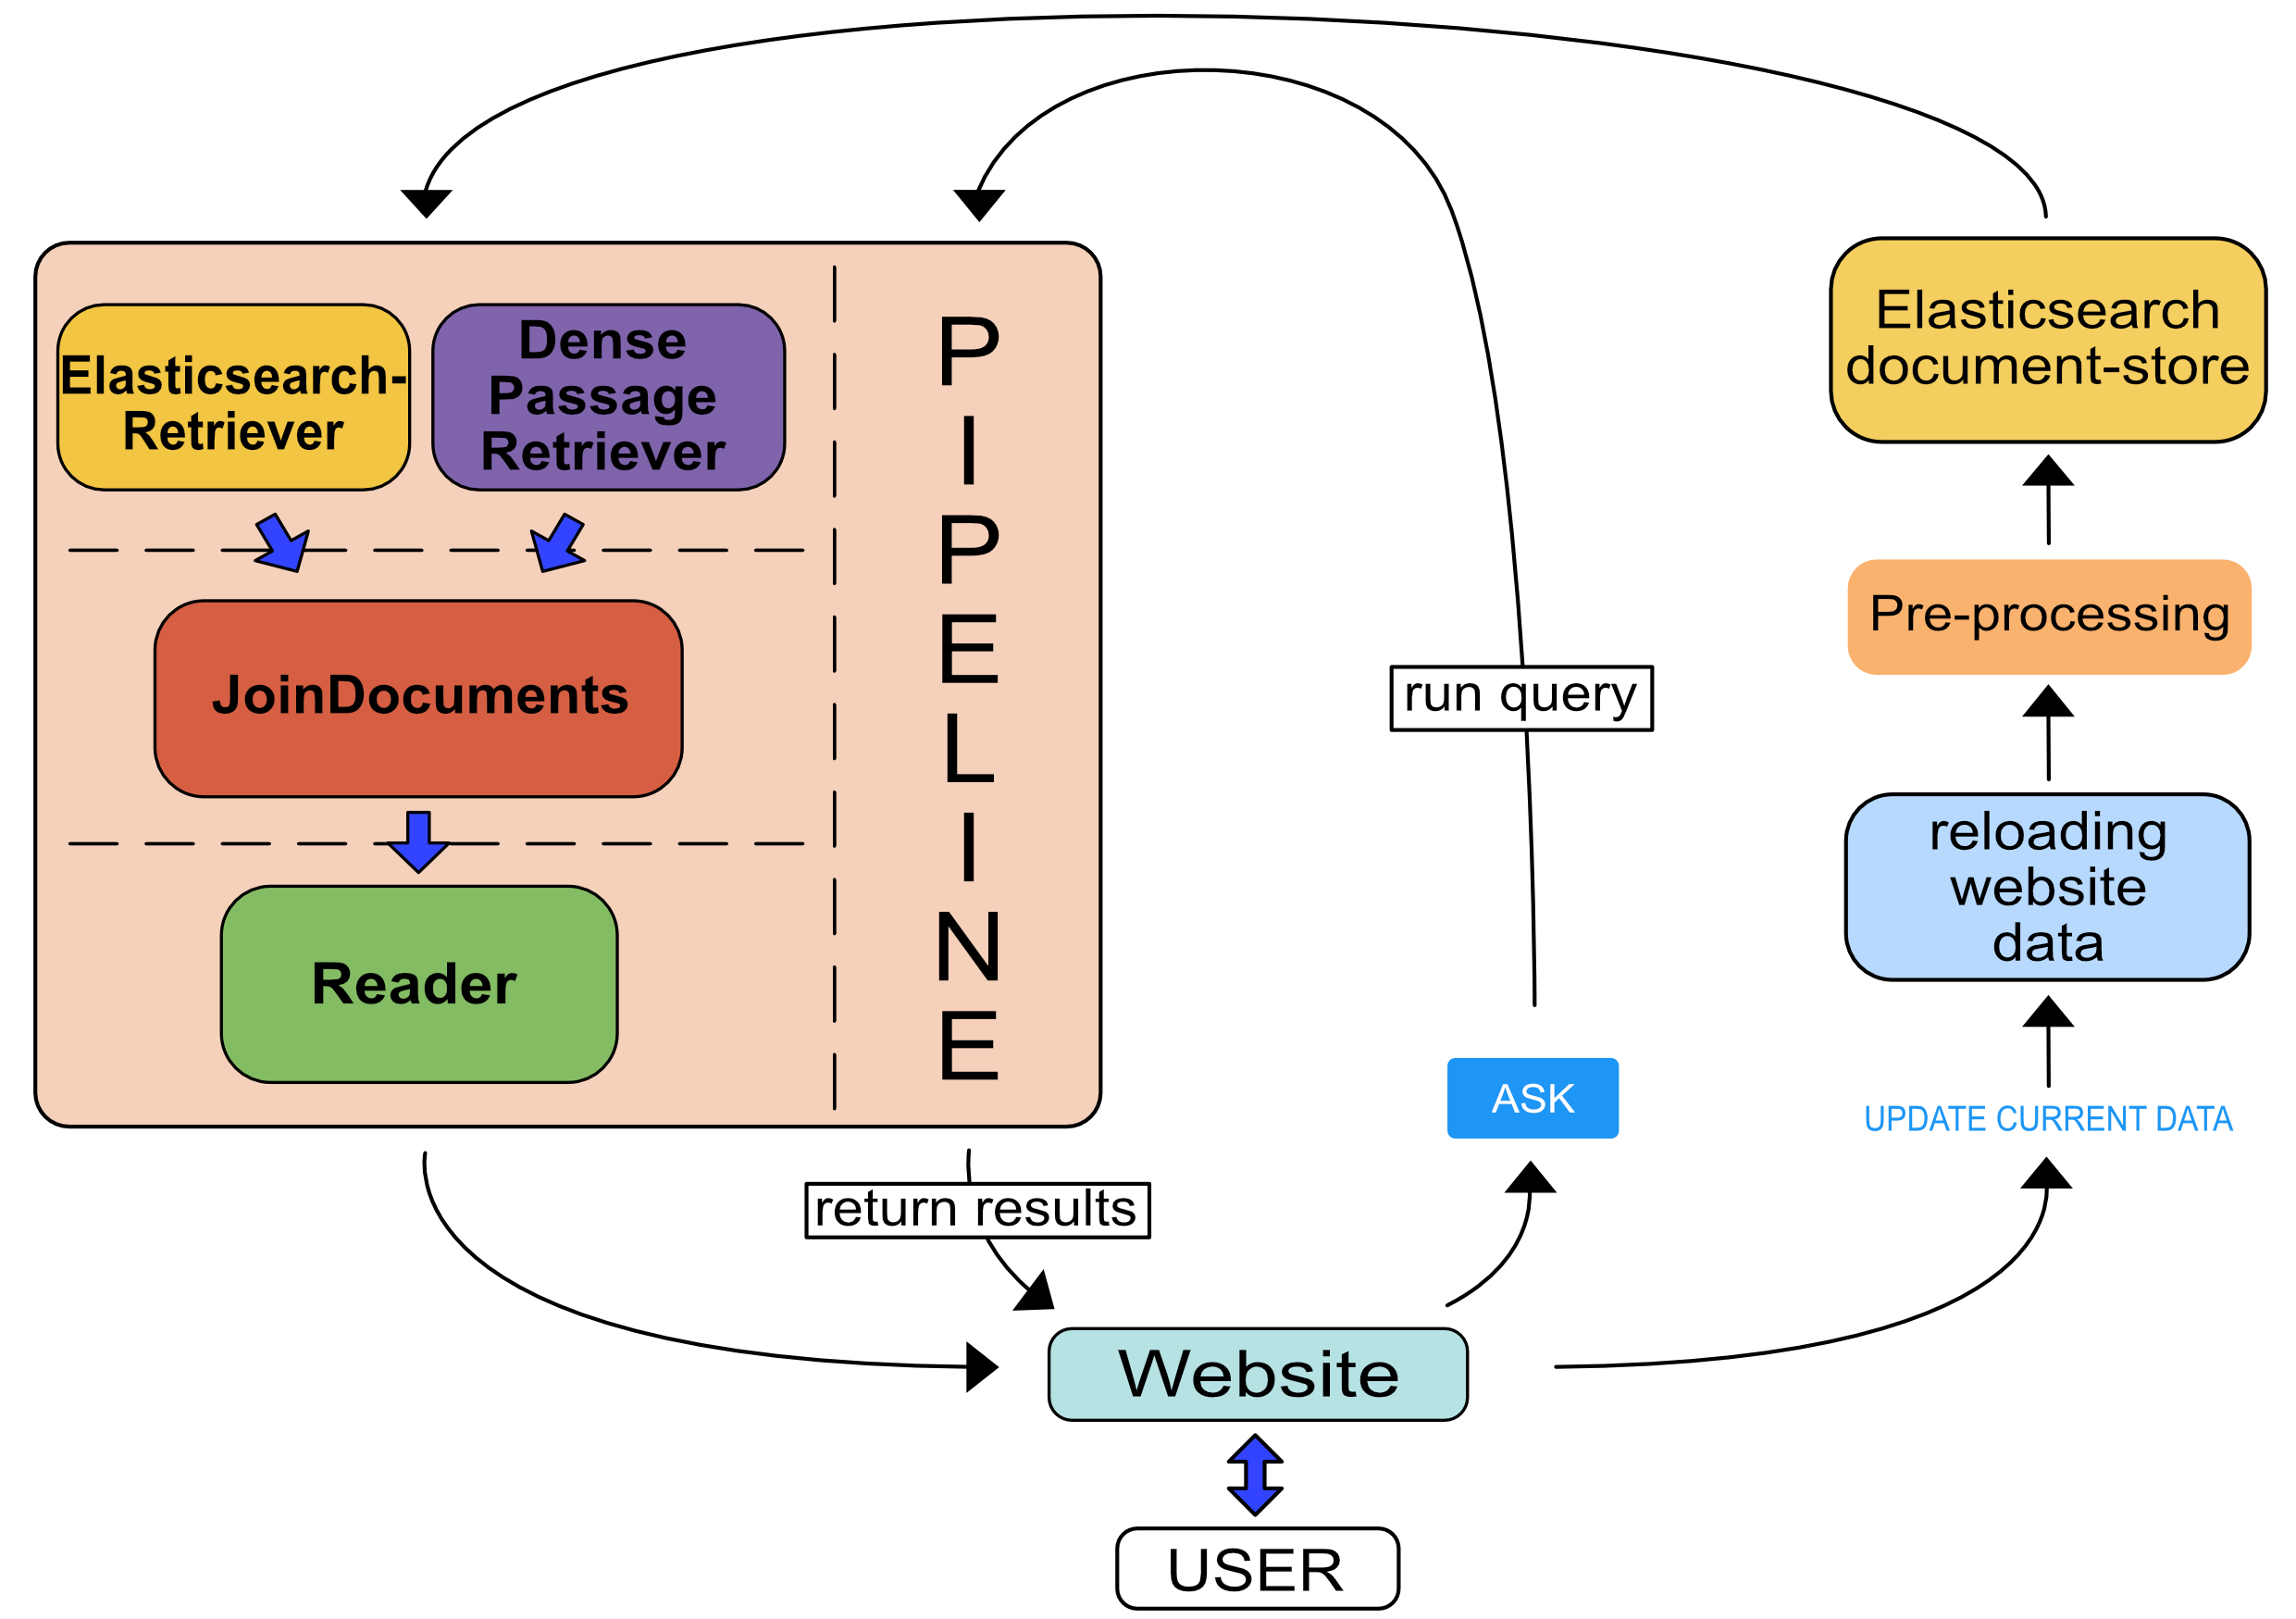 Elasticsearch-
Retriever
Dense
Passage
Retriever
JoinDocuments
Reader
P
I
P
E
L
I
N
E
run query
Elasticsearch
document-store
Pre-processing
reloading
website
data
ASK
UPDATE CURRENT DATA
return results
Website
USER